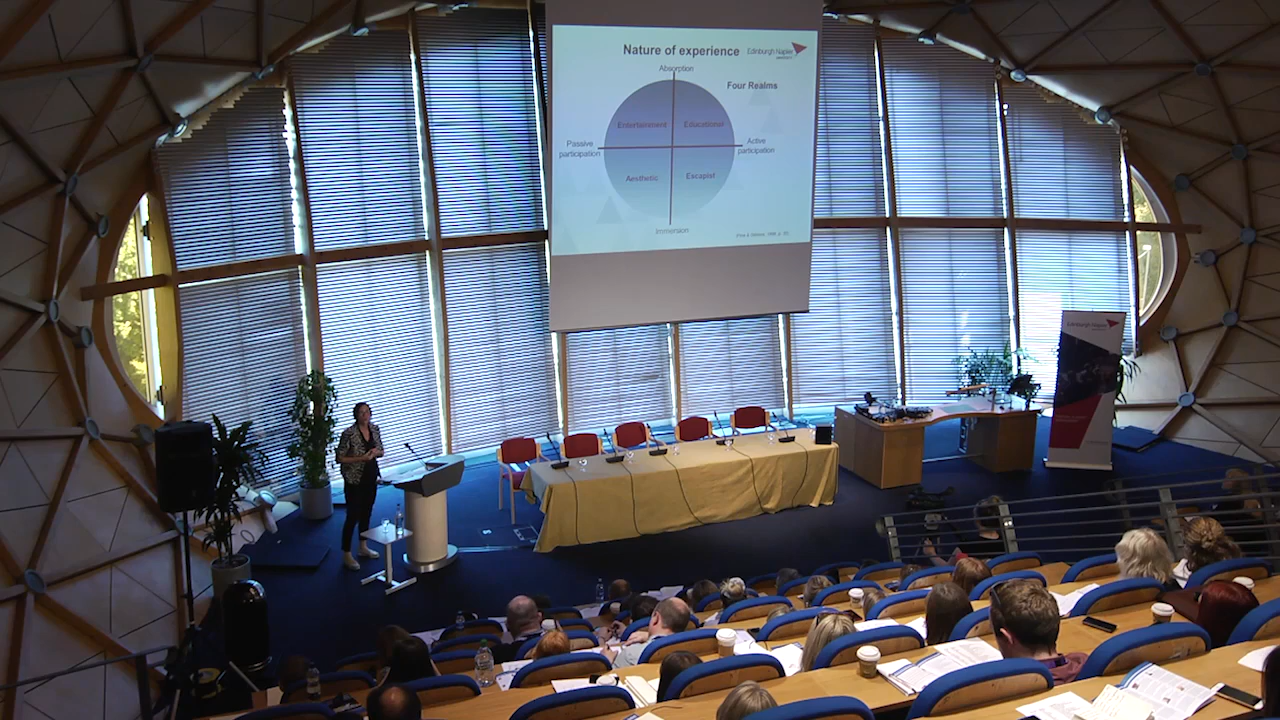 Nature of experience
Edinburgh Napier
Absorption
Four Realms
Entertainment
Educational
Passive
participation
Active
participation
Aesthetic
Escapist
Immersion
Edinburgh Napier